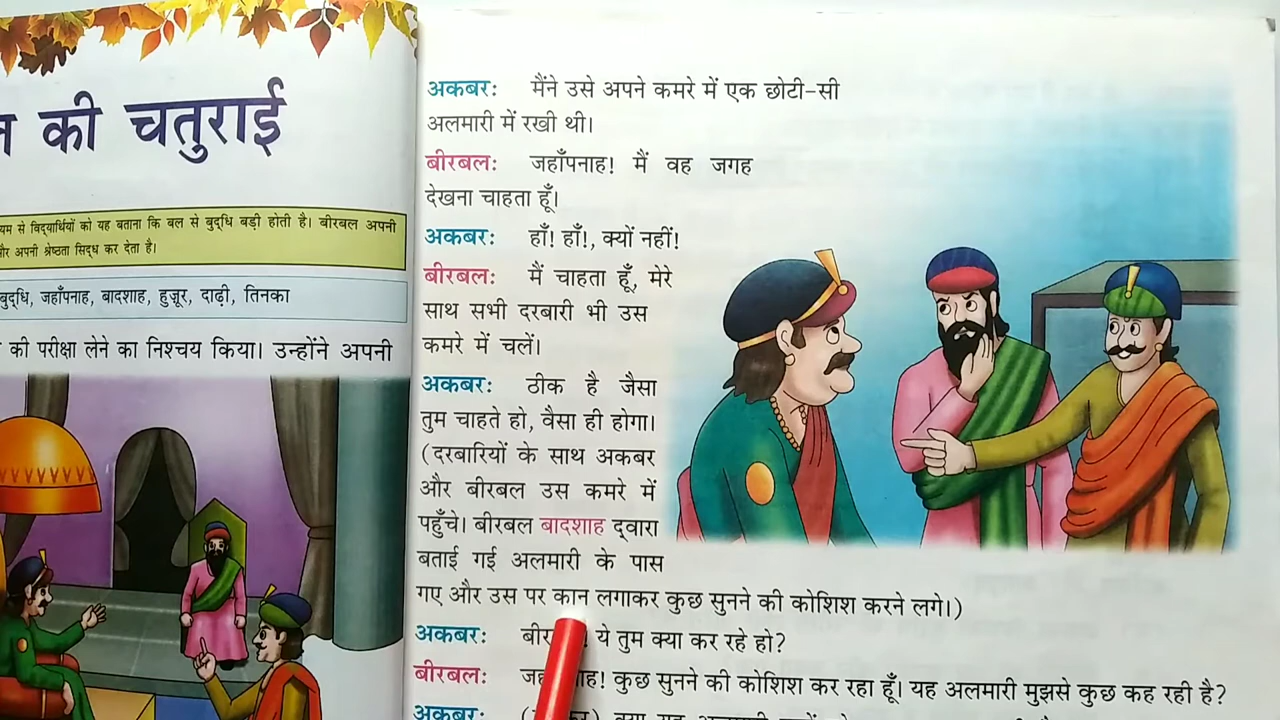 की चतुराई
से विद्यार्थियों को यह बताना कि बल से बुद्धि बड़ी होती है। बीरबल अपनी
और अपनी श्रेष्ठता सिद्ध कर देता है।
बुद्धि, जहाँपनाह, बादशाह, हुज़ूर, दाढ़ी, तिनका
की परीक्षा लेने का निश्चय किया। उन्होंने अपनी
अकबर: मैंने उसे अपने कमरे में एक छोटी-सी
अलमारी में रखी थी।
बीरबल: जहाँपनाह! मैं वह जगह
देखना चाहता हूँ।
अकबर: हाँ! हाँ!, क्यों नहीं!
बीरबल: मैं चाहता हूँ, मेरे
साथ सभी दरबारी भी उस
कमरे में चलें।
अकबर: ठीक है जैसा
तुम चाहते हो, वैसा ही होगा।
(दरबारियों के साथ अकबर
और बीरबल उस कमरे में
पहुँचे। बीरबल बादशाह द्वारा
बताई गई अलमारी के पास
गए और उस पर कान लगाकर कुछ सुनने की कोशिश करने लगे।)
अकबर: ये तुम क्या कर रहे हो?
बीरबल: कुछ सुनने की कोशिश कर रहा हूँ। यह अलमारी मुझसे कुछ कह रही है?
अकबर: